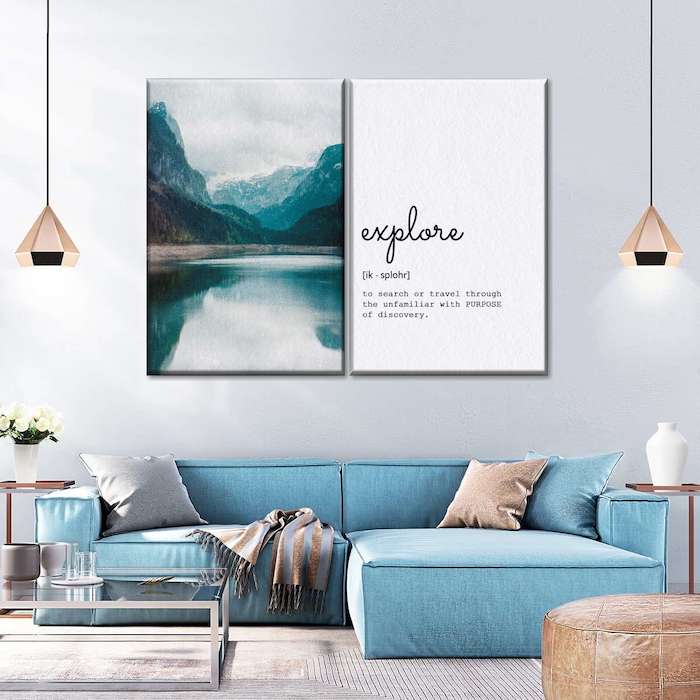 explore
[ik - splohr]
to search or travel through
the unfamiliar with PURPOSE
of discovery.